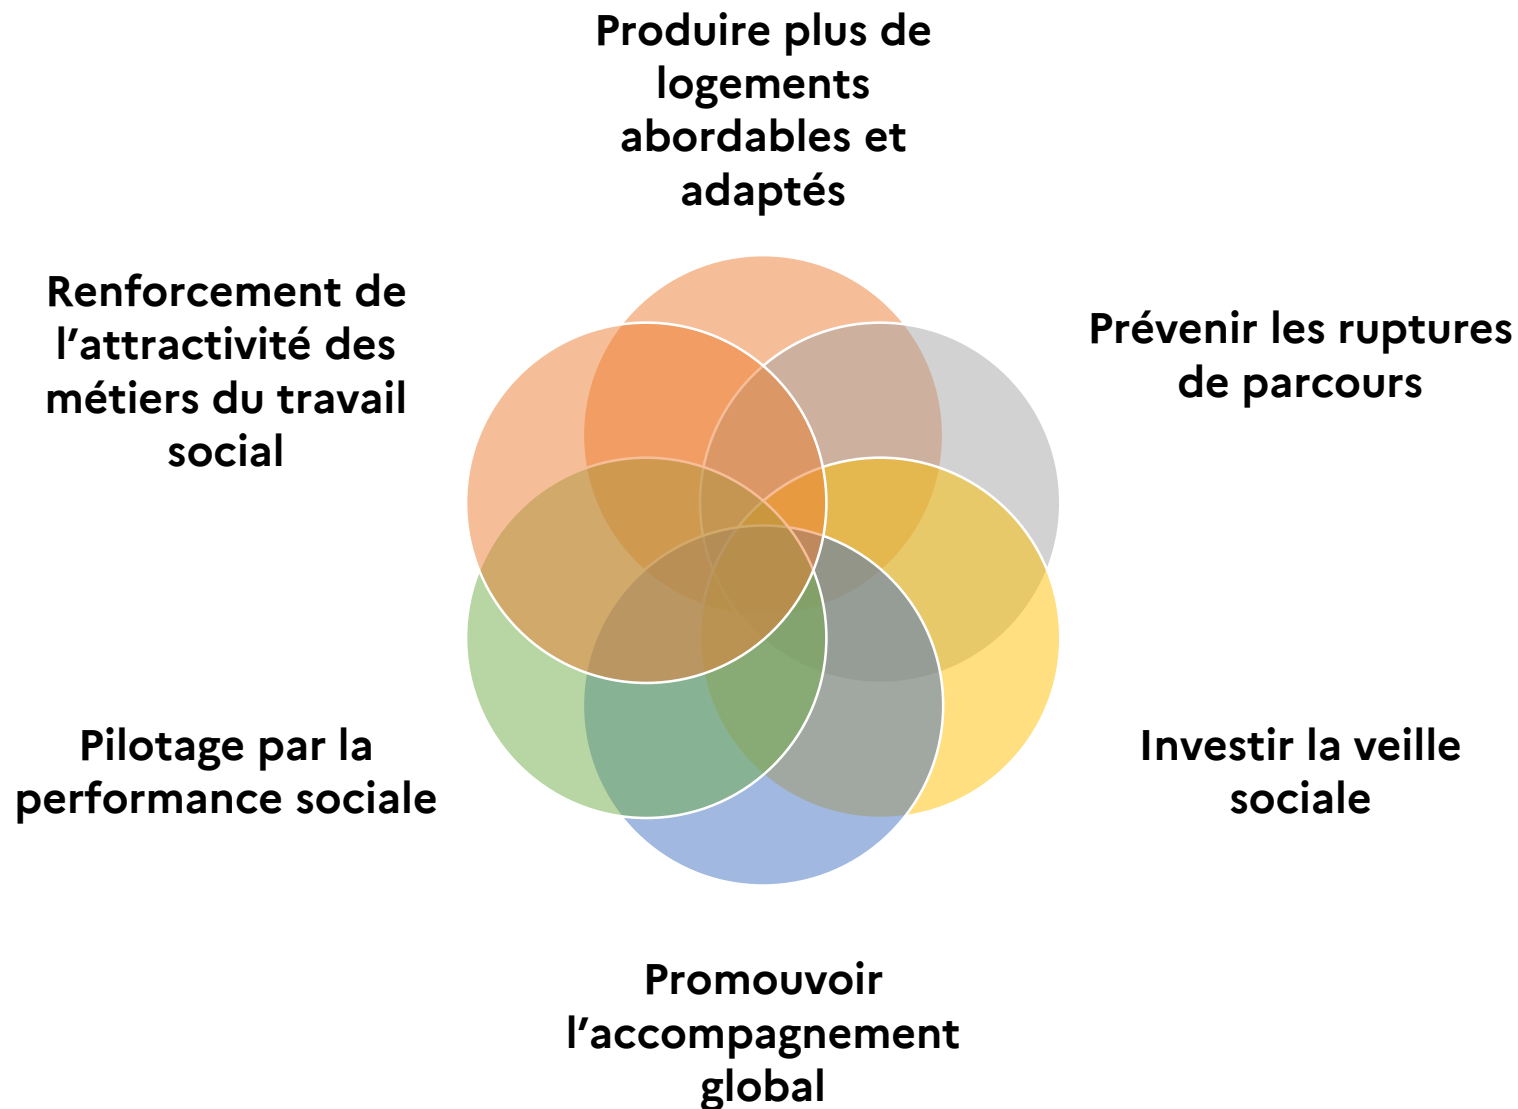 Produire plus de
logements
abordables et
adaptés
Renforcement de
l’attractivité des
métiers du travail
social
Prévenir les ruptures
de parcours
Pilotage par la
performance sociale
Investir la veille
sociale
Promouvoir
l’accompagnement
global